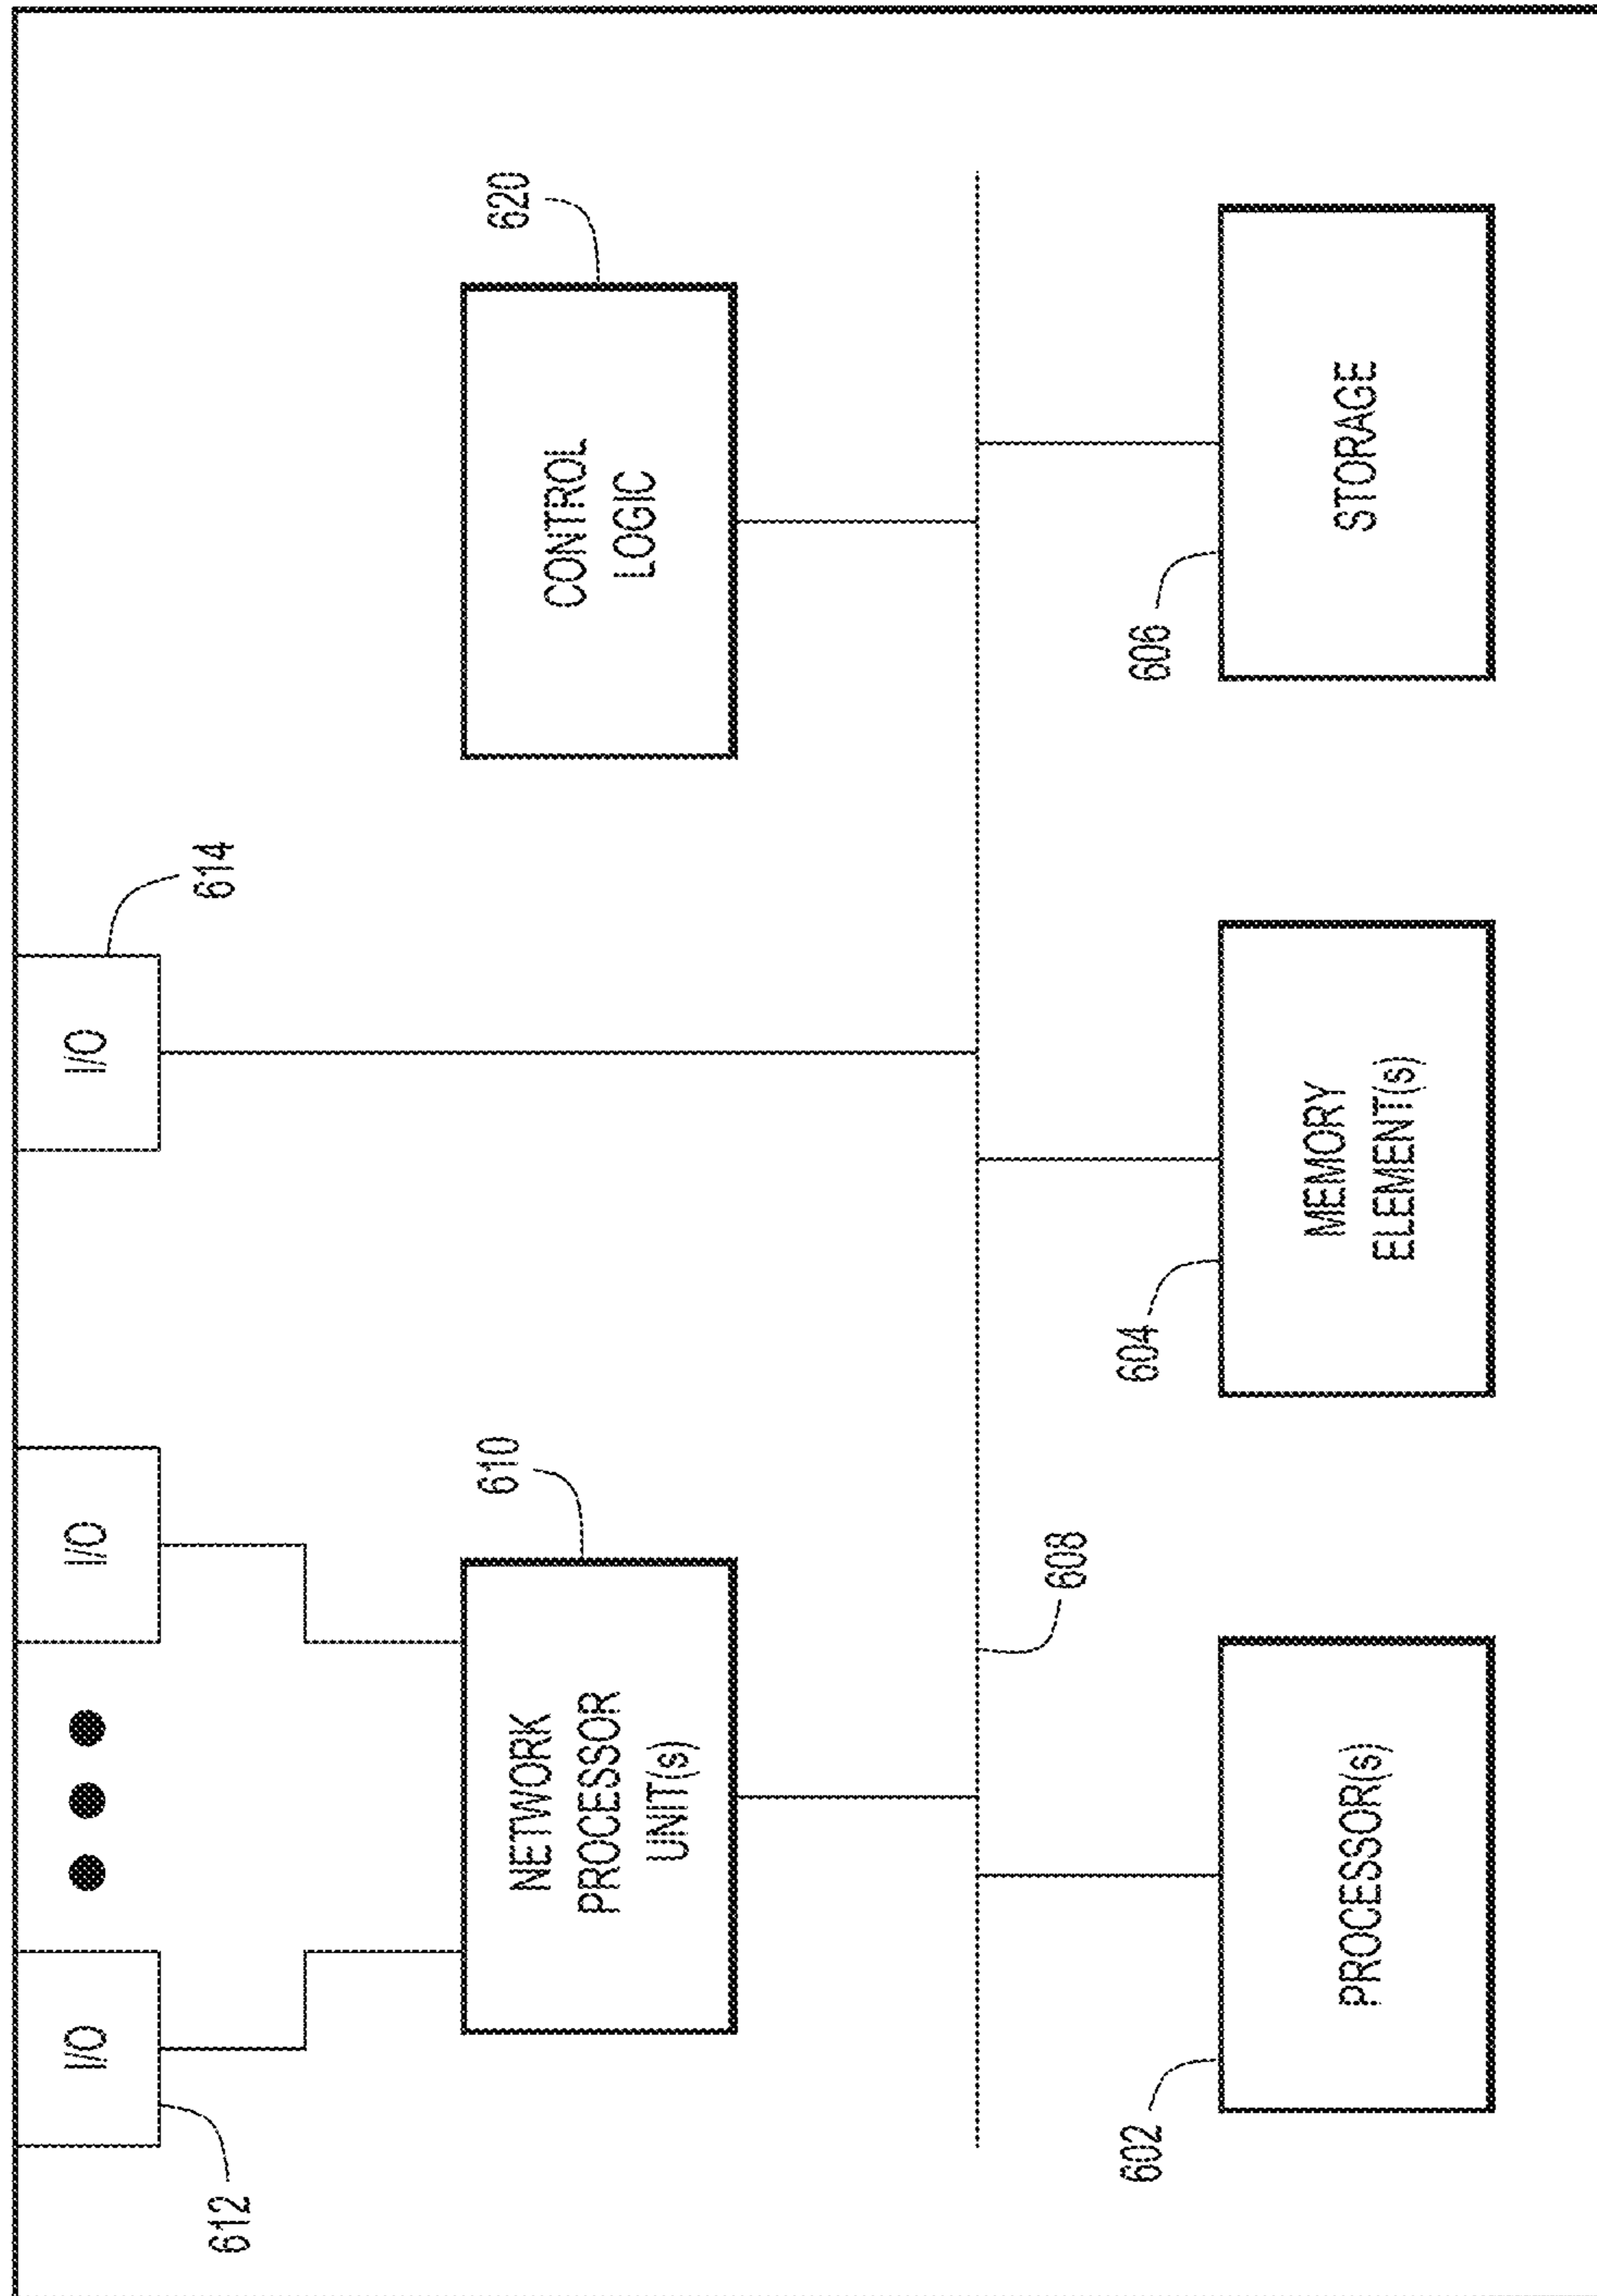 612
I/O
I/O
I/O
614
610
NETWORK
PROCESSOR
UNIT(s)
620
CONTROL
LOGIC
608
602
PROCESSOR(s)
604
MEMORY
ELEMENT(s)
606
STORAGE